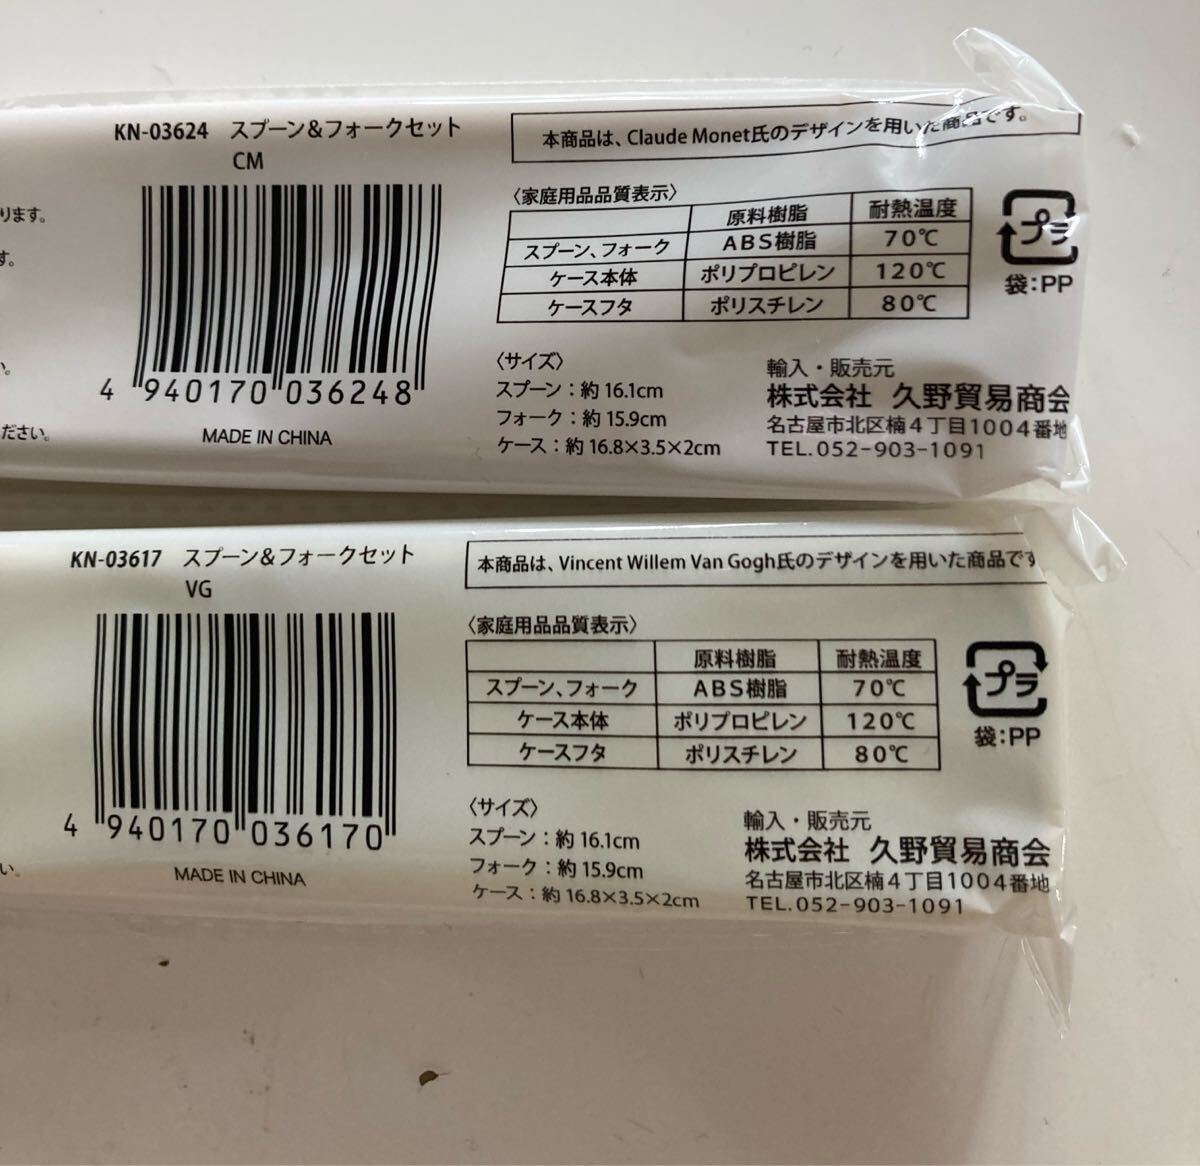 KN-03624 スプーン&フォークセット
CM
4 940170 036248
MADE IN CHINA
ります。
す。
い。
ださい。
本商品は、Claude Monet氏のデザインを用いた商品です。
〈家庭用品品質表示〉
原料樹脂 耐熱温度
スプーン、フォーク ABS樹脂 70℃
ケース本体 ポリプロピレン 120℃
ケースフタ ポリスチレン 80℃
プラ
袋:PP
〈サイズ〉
スプーン:約16.1cm
フォーク:約15.9cm
ケース:約16.8×3.5×2cm
輸入・販売元
株式会社 久野貿易商会
名古屋市北区楠4丁目1004番地
TEL.052-903-1091
KN-03617 スプーン&フォークセット
VG
4 940170 036170
MADE IN CHINA
い。
本商品は、Vincent Willem Van Gogh氏のデザインを用いた商品です
〈家庭用品品質表示〉
原料樹脂 耐熱温度
スプーン、フォーク ABS樹脂 70℃
ケース本体 ポリプロピレン 120℃
ケースフタ ポリスチレン 80℃
プラ
袋:PP
〈サイズ〉
スプーン:約16.1cm
フォーク:約15.9cm
ケース:約16.8×3.5×2cm
輸入・販売元
株式会社 久野貿易商会
名古屋市北区楠4丁目1004番地
TEL.052-903-1091